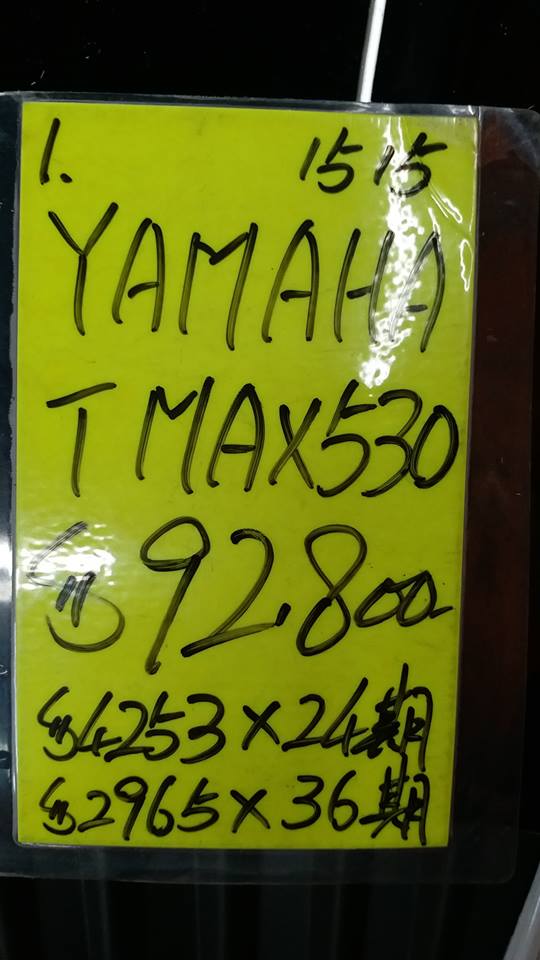 1. 1515
YAMAHA
TMAX530
$92,800
$4253×24期
$2965×36期